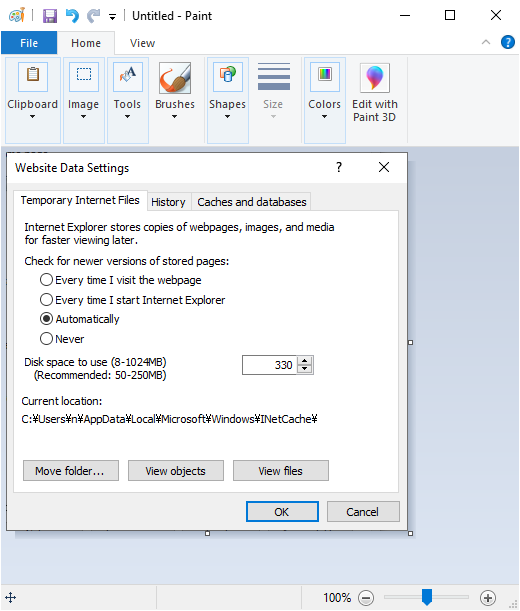 Untitled - Paint
File Home View
Clipboard Image Tools Brushes Shapes Size Colors Edit with
Paint 3D
Website Data Settings
Temporary Internet Files History Caches and databases
Internet Explorer stores copies of webpages, images, and media
for faster viewing later.
Check for newer versions of stored pages:
Every time I visit the webpage
Every time I start Internet Explorer
Automatically
Never
Disk space to use (8-1024MB) 330
(Recommended: 50-250MB)
Current location:
C:¥Users¥n¥AppData¥Local¥Microsoft¥Windows¥INetCache¥
Move folder... View objects View files
OK Cancel
100%